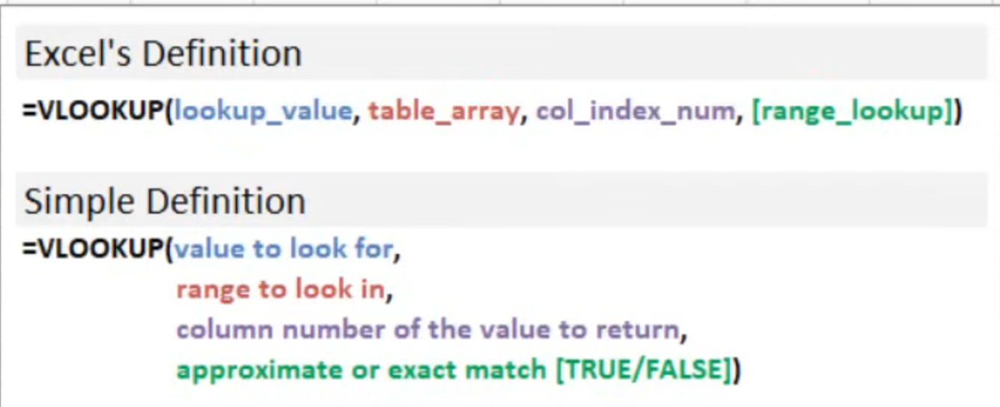 Excel's Definition
=VLOOKUP(lookup_value, table_array, col_index_num, [range_lookup])
Simple Definition
=VLOOKUP(value to look for,
range to look in,
column number of the value to return,
approximate or exact match [TRUE/FALSE])